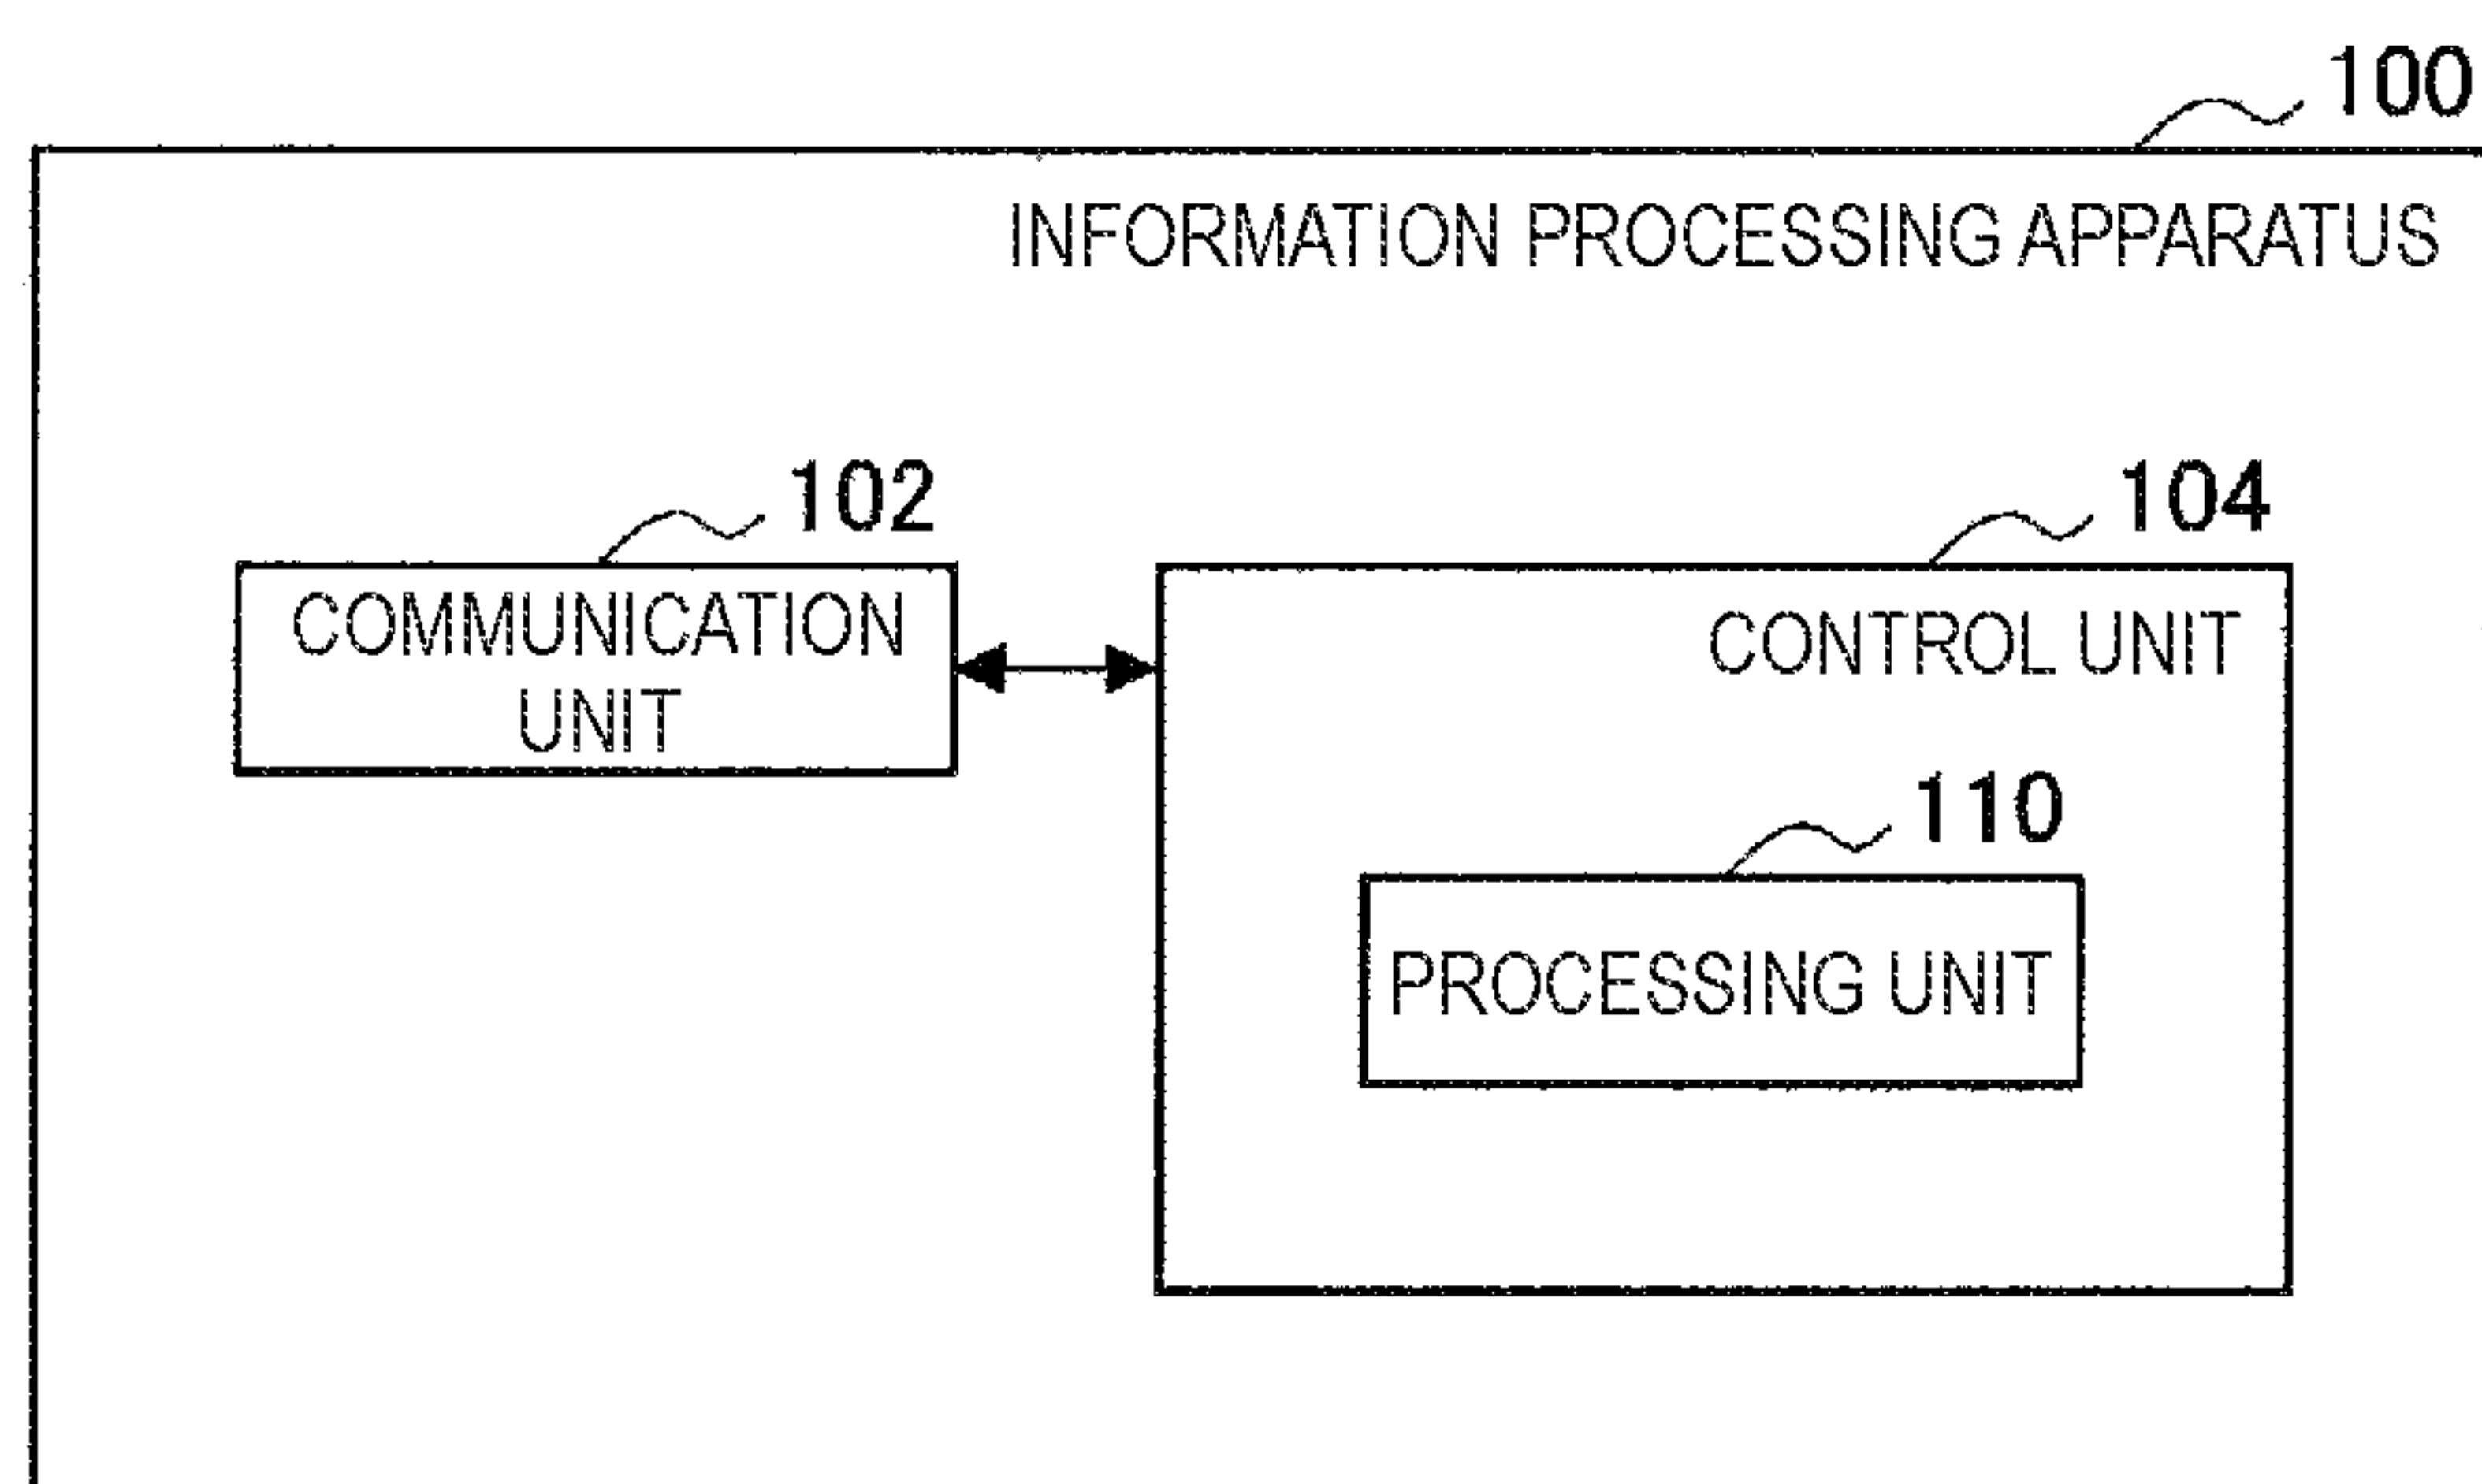 100
INFORMATION PROCESSING APPARATUS
102
104
COMMUNICATION
UNIT
CONTROL UNIT
110
PROCESSING UNIT